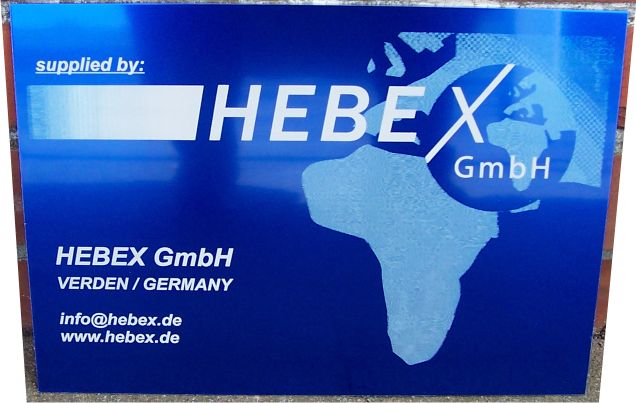 supplied by:
HEBEX
GmbH
HEBEX GmbH
VERDEN / GERMANY
info@hebex.de
www.hebex.de